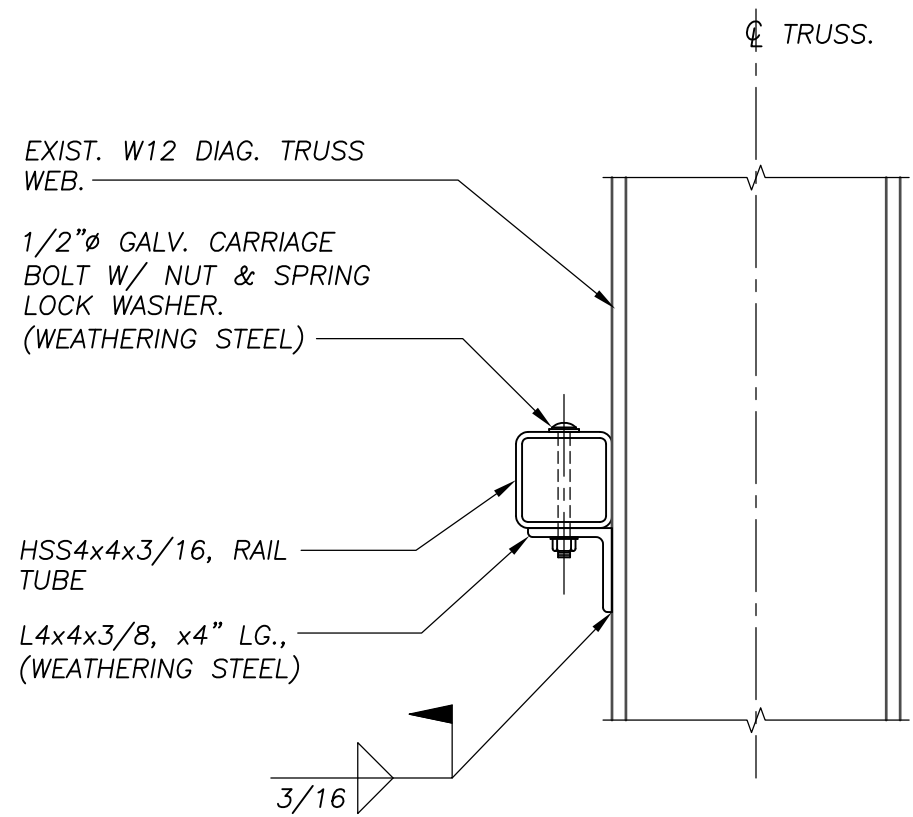 ℄ TRUSS.
EXIST. W12 DIAG. TRUSS
WEB.
1/2"ø GALV. CARRIAGE
BOLT W/ NUT & SPRING
LOCK WASHER.
(WEATHERING STEEL)
HSS4x4x3/16, RAIL
TUBE
L4x4x3/8, x4" LG.,
(WEATHERING STEEL)
3/16